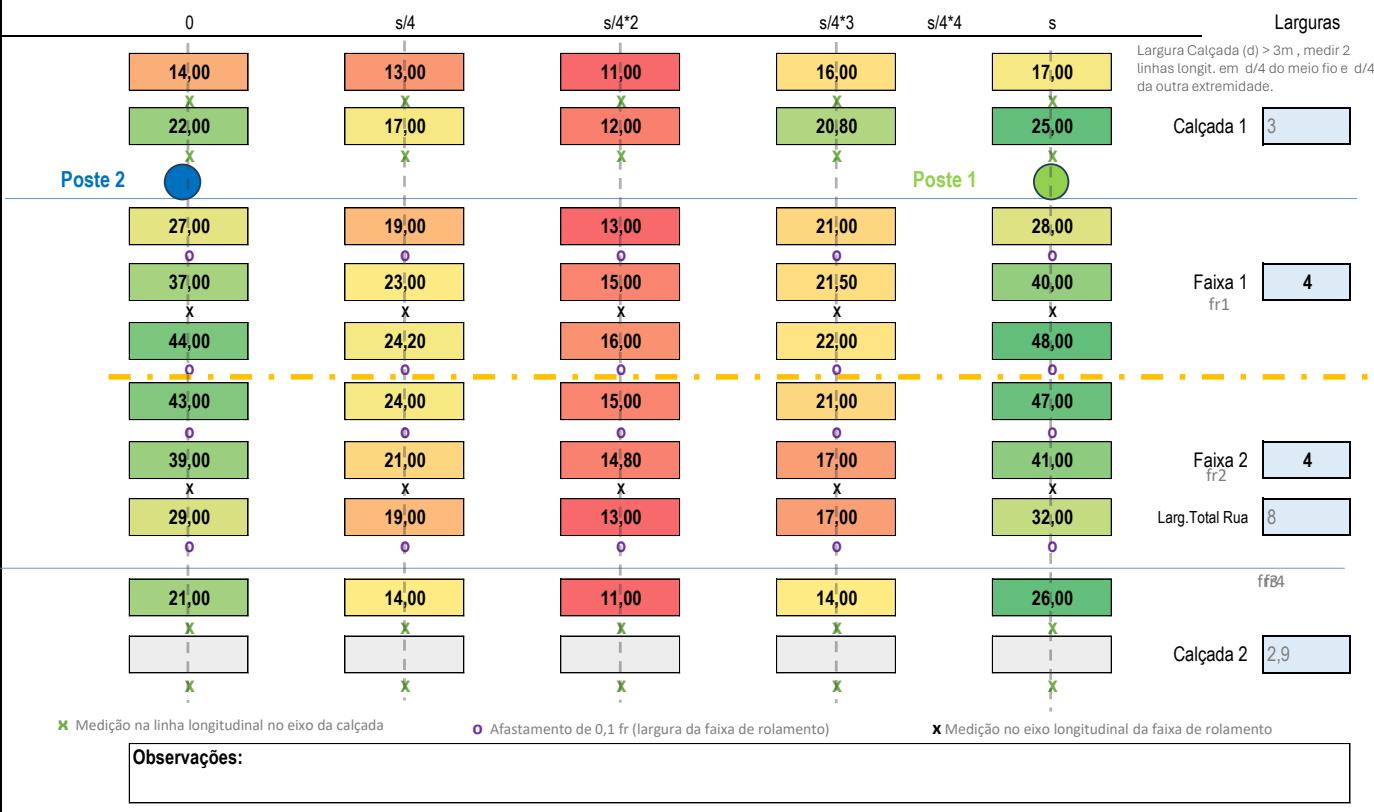 0 s/4 s/4*2 s/4*3 s/4*4 s Larguras
Largura Calçada (d) > 3m , medir 2
linhas longit. em d/4 do meio fio e d/4
da outra extremidade.
14,00 13,00 11,00 16,00 17,00
x x x x x
22,00 17,00 12,00 20,80 25,00 Calçada 1 3
x x x x x
Poste 2 Poste 1
27,00 19,00 13,00 21,00 28,00
o o o o o
37,00 23,00 15,00 21,50 40,00 Faixa 1 4
fr1
x x x x x
44,00 24,20 16,00 22,00 48,00
o o o o o
43,00 24,00 15,00 21,00 47,00
o o o o o
39,00 21,00 14,80 17,00 41,00 Faixa 2 4
fr2
x x x x x
29,00 19,00 13,00 17,00 32,00 Larg.Total Rua 8
o o o o o
21,00 14,00 11,00 14,00 26,00
x x x x x
Calçada 2 2,9
x x x x x
x Medição na linha longitudinal no eixo da calçada
o Afastamento de 0,1 fr (largura da faixa de rolamento)
x Medição no eixo longitudinal da faixa de rolamento
Observações: